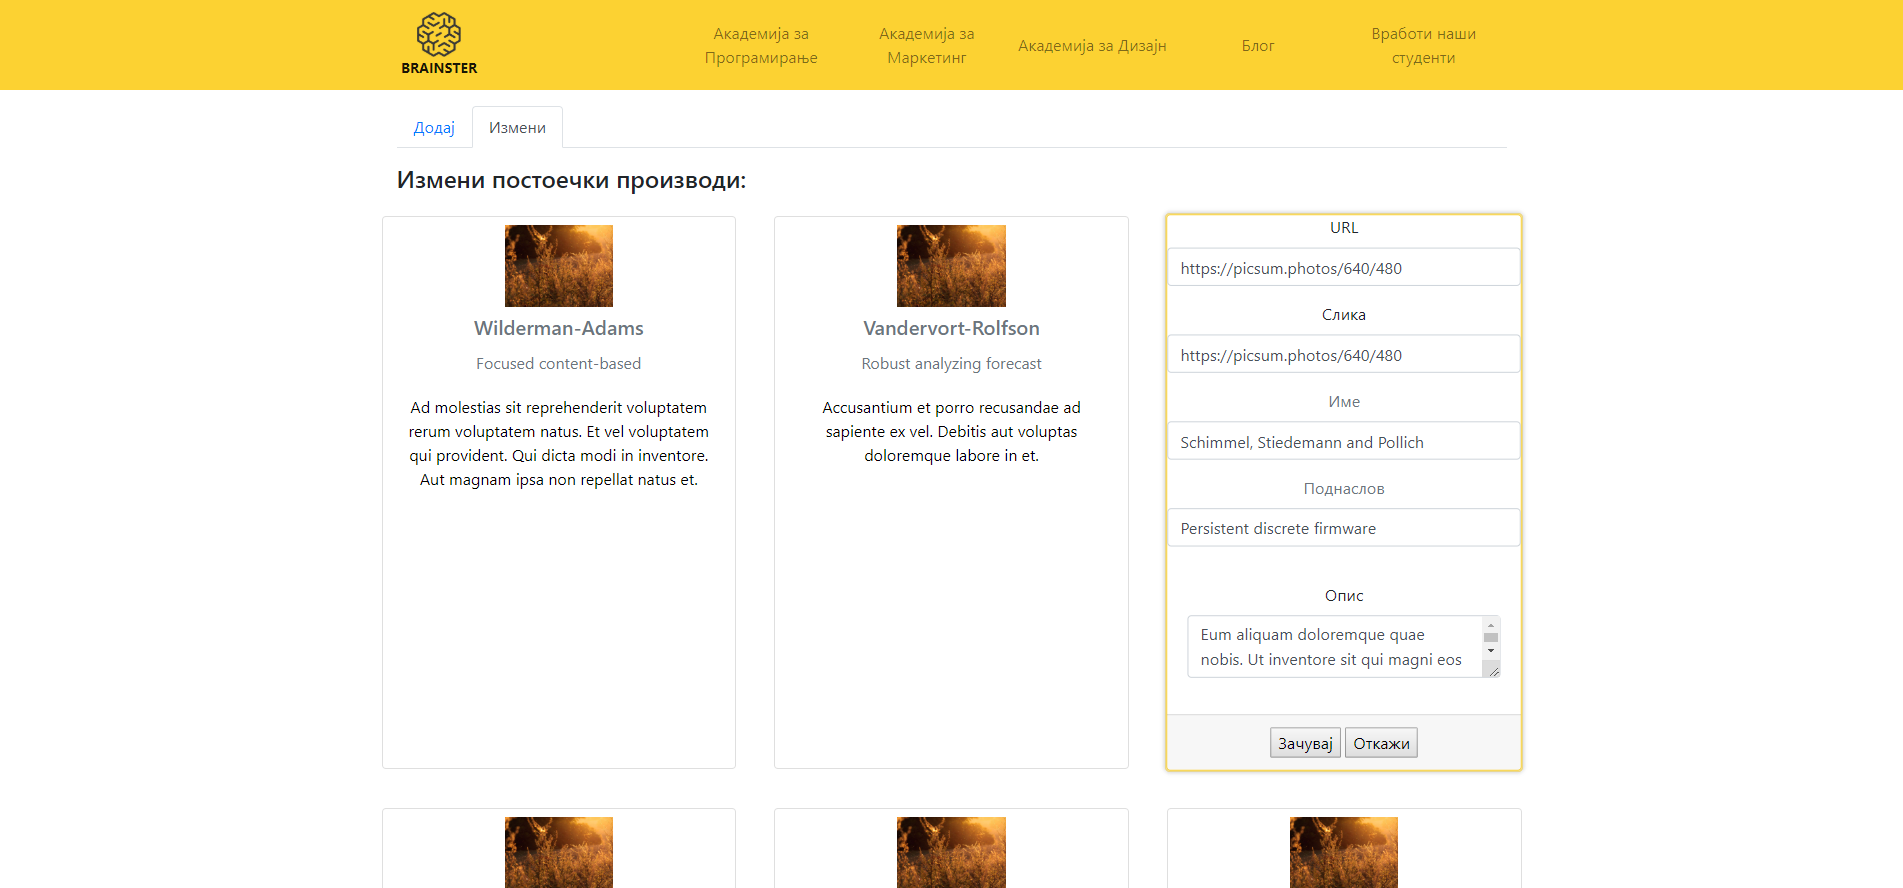 BRAINSTER
Академија за
Програмирање
Академија за
Маркетинг
Академија за Дизајн
Блог
Вработи наши
студенти
Додај
Измени
Измени постоечки производи:
Wilderman-Adams
Focused content-based
Ad molestias sit reprehenderit voluptatem
rerum voluptatem natus. Et vel voluptatem
qui provident. Qui dicta modi in inventore.
Aut magnam ipsa non repellat natus et.
Vandervort-Rolfson
Robust analyzing forecast
Accusantium et porro recusandae ad
sapiente ex vel. Debitis aut voluptas
doloremque labore in et.
URL
https://picsum.photos/640/480
Слика
https://picsum.photos/640/480
Име
Schimmel, Stiedemann and Pollich
Поднаслов
Persistent discrete firmware
Опис
Eum aliquam doloremque quae
nobis. Ut inventore sit qui magni eos
Зачувај
Откажи